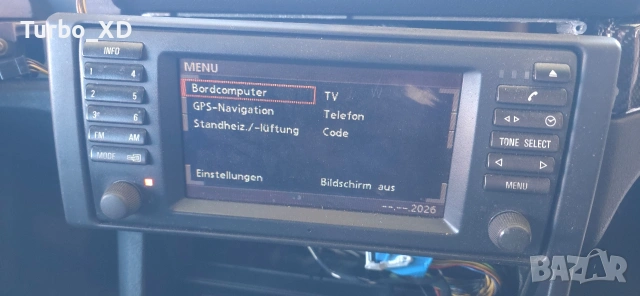 Turbo_XD
INFO
MENU
1 4
2 5
3 6
FM AM
MODE
Bordcomputer TV
GPS-Navigation Telefon
Standheiz./-lüftung Code
Einstellungen Bildschirm aus
--.--.2026
TONE SELECT
MENU
BAZAR